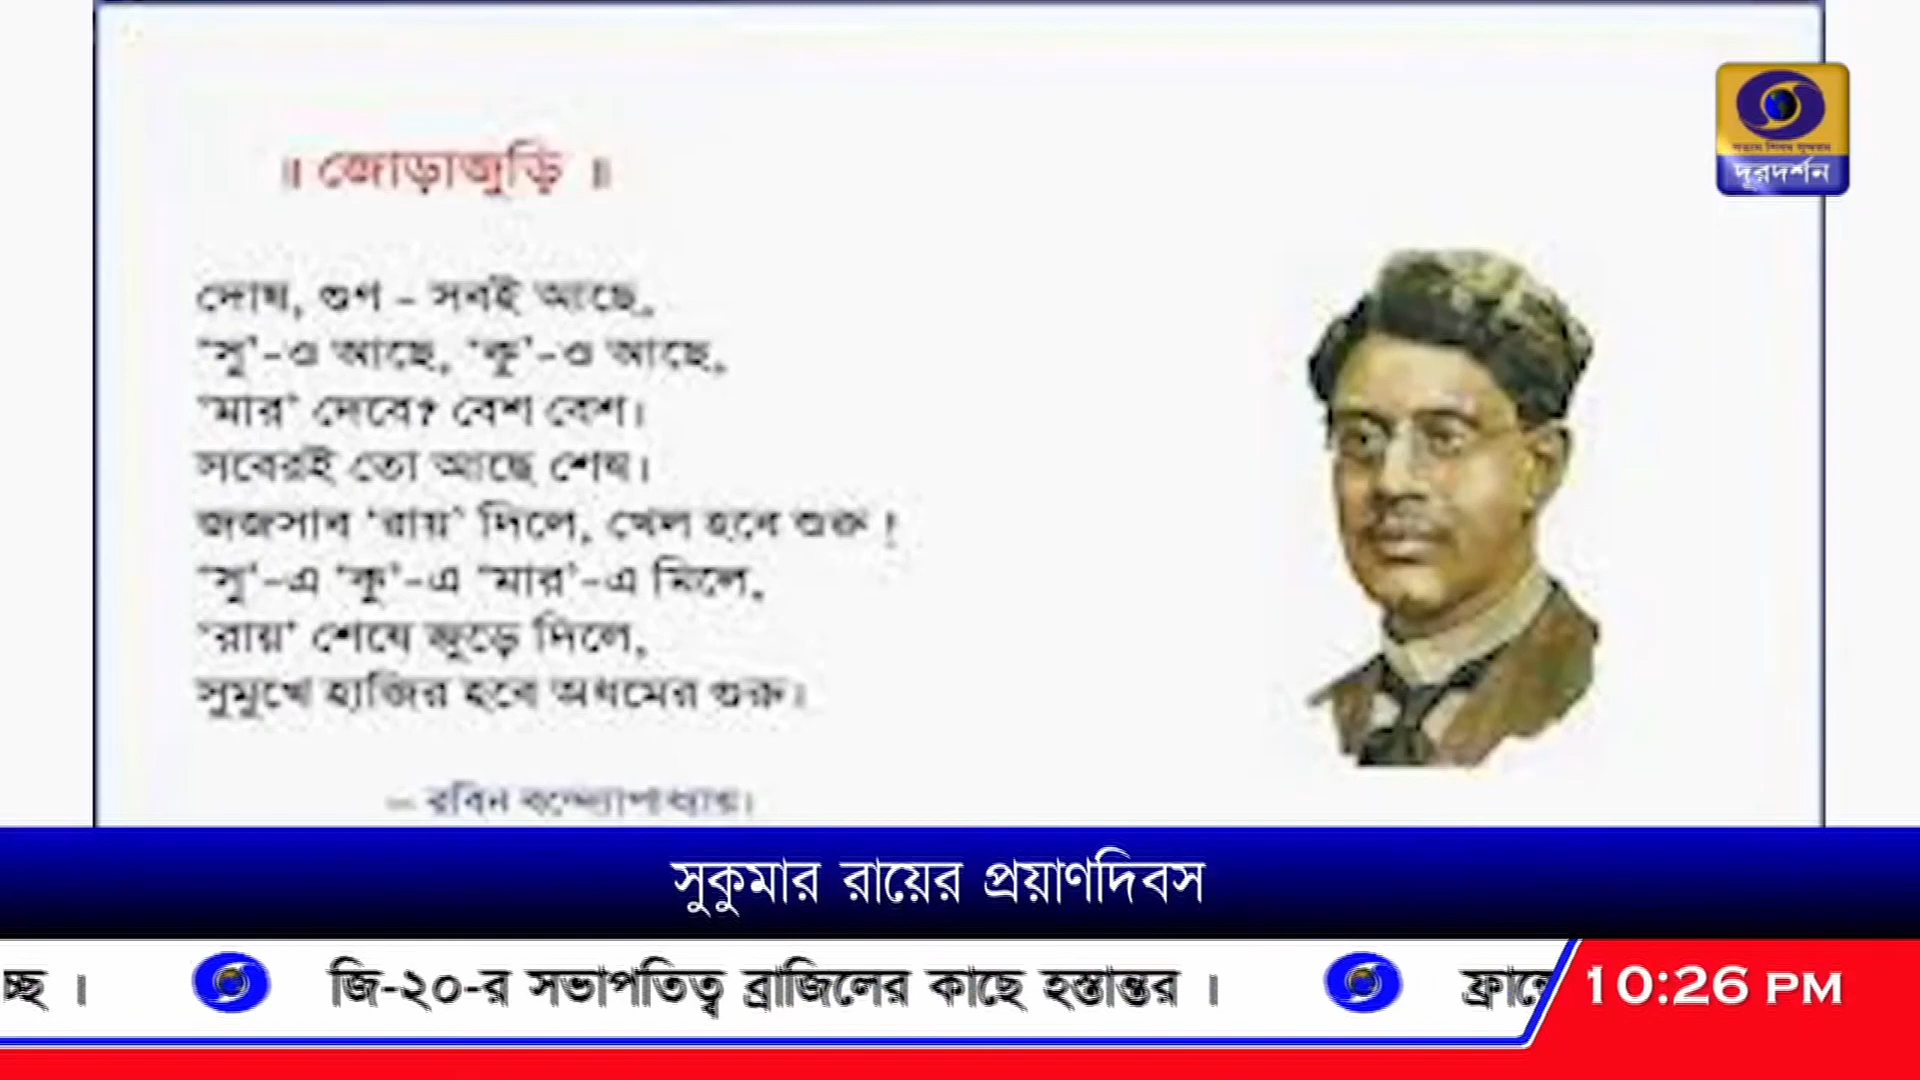 ॥ জোড়াজুড়ি ॥
দোষ, গুণ - সবই আছে,
'সু'-ও আছে, 'কু'-ও আছে,
'মার' দেবে? বেশ বেশ।
সবেরই তো আছে শেষ।
জজসাব 'রায়' দিলে, খেল হবে শুরু !
'সু'-এ 'কু'-এ 'মার'-এ মিলে,
'রায়' শেষে জুড়ে দিলে,
সুমুখে হাজির হবে অধমের গুরু।
– রবিন বন্দ্যোপাধ্যায়।
দূরদর্শন
সুকুমার রায়ের প্রয়াণদিবস
চ্ছে । জি-২০-র সভাপতিত্ব ব্রাজিলের কাছে হস্তান্তর । ফ্রান্সে
10:26 PM